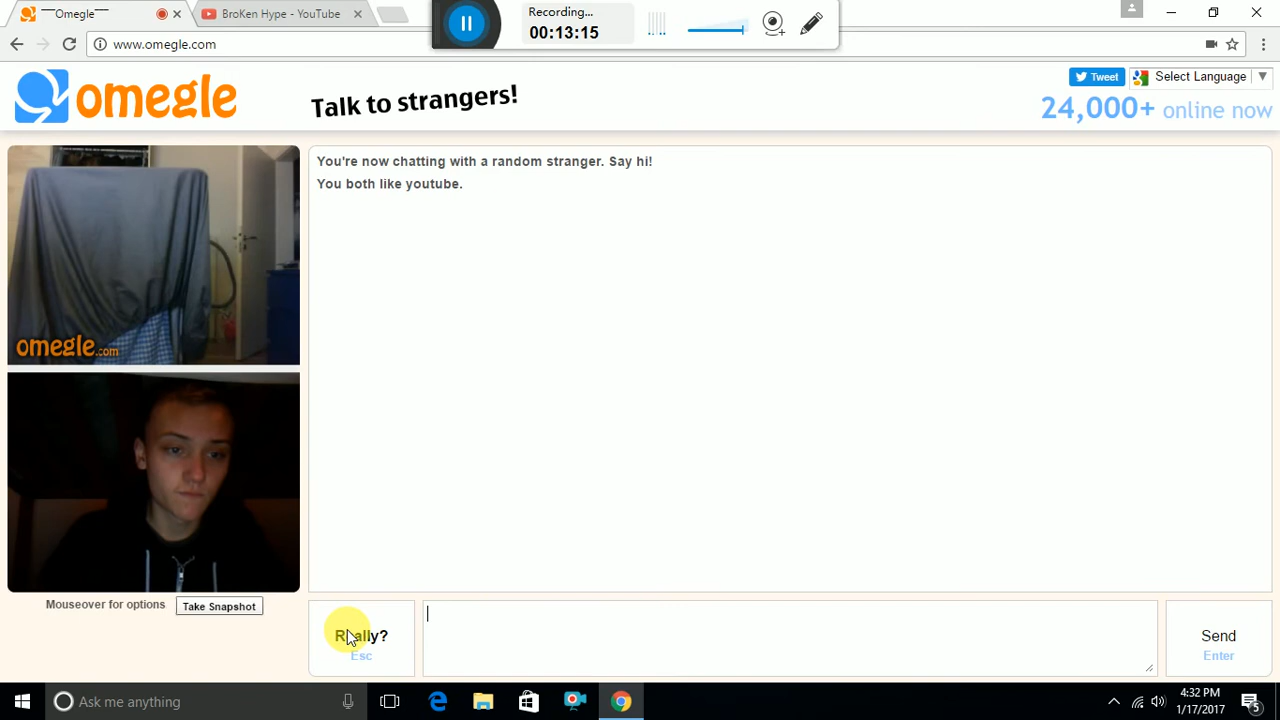 Omegle
BroKen Hype - YouTube
Recording...
00:13:15
www.omegle.com
omegle
Talk to strangers!
Tweet
Select Language
24,000+ online now
You're now chatting with a random stranger. Say hi!
You both like youtube.
omegle.com
Mouseover for options
Take Snapshot
Really?
Esc
Send
Enter
Ask me anything
4:32 PM
1/17/2017
5